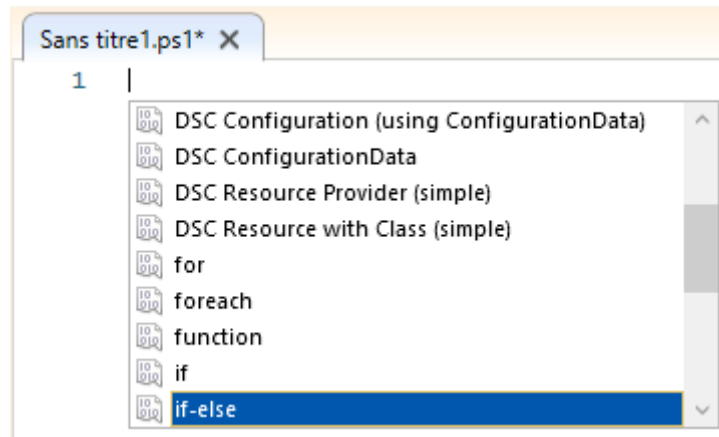 Sans titre1.ps1*
1
DSC Configuration (using ConfigurationData)
DSC ConfigurationData
DSC Resource Provider (simple)
DSC Resource with Class (simple)
for
foreach
function
if
if-else